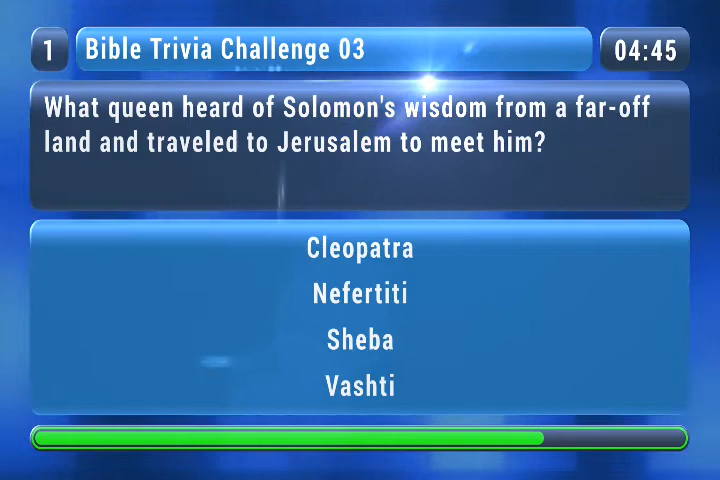 1
Bible Trivia Challenge 03
04:45
What queen heard of Solomon's wisdom from a far-off
land and traveled to Jerusalem to meet him?
Cleopatra
Nefertiti
Sheba
Vashti